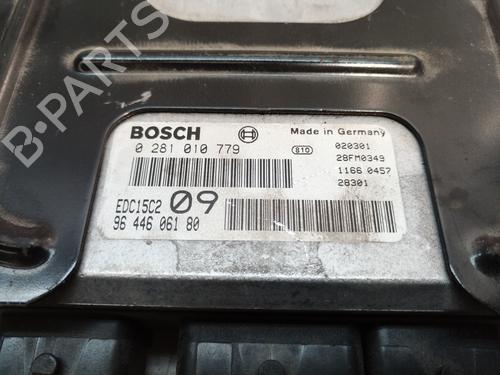 B-PARTS
BOSCH
Made in Germany
0 281 010 779
810
020301
28FM0349
1166 0457
28301
EDC15C2 09
96 446 061 80